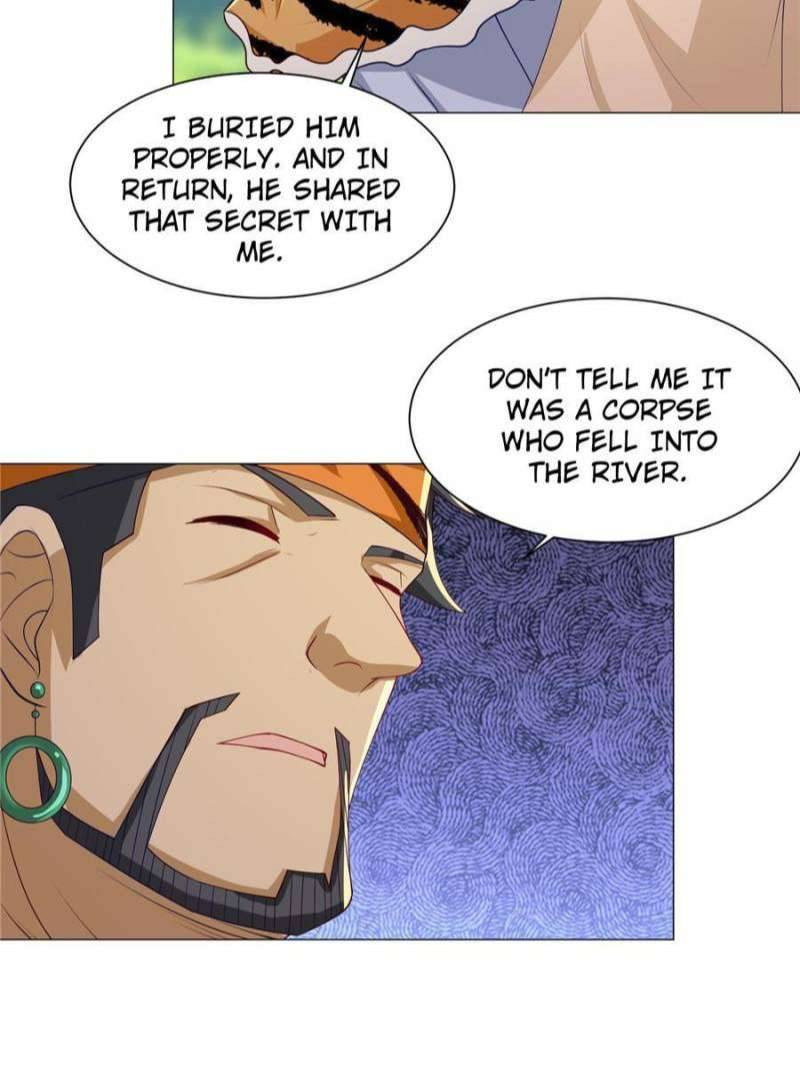 I BURIED HIM
PROPERLY. AND IN
RETURN, HE SHARED
THAT SECRET WITH
ME.
DON'T TELL ME IT
WAS A CORPSE
WHO FELL INTO
THE RIVER.